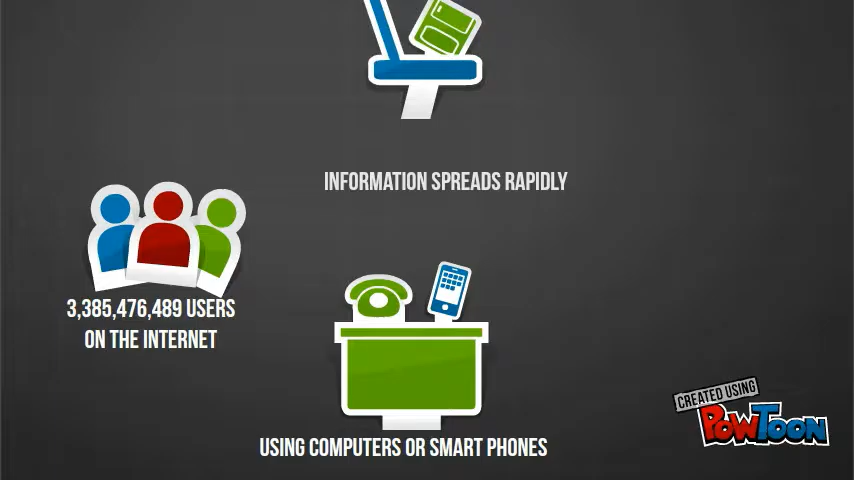 INFORMATION SPREADS RAPIDLY
3,385,476,489 USERS
ON THE INTERNET
USING COMPUTERS OR SMART PHONES
CREATED USING
POWTOON